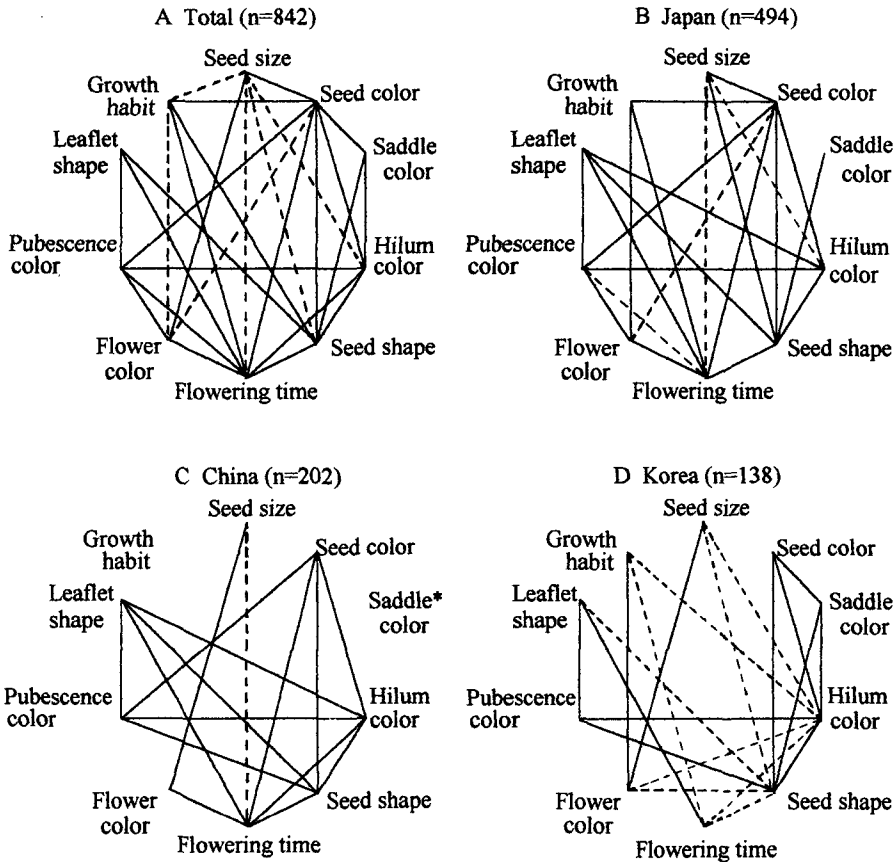 A Total (n=842)
Seed size
Growth
habit
Seed color
Leaflet
shape
Saddle
color
Pubescence
color
Hilum
color
Flower
color
Seed shape
Flowering time
B Japan (n=494)
Seed size
Growth
habit
Seed color
Leaflet
shape
Saddle
color
Pubescence
color
Hilum
color
Flower
color
Seed shape
Flowering time
C China (n=202)
Seed size
Growth
habit
Seed color
Leaflet
shape
Saddle*
color
Pubescence
color
Hilum
color
Flower
color
Seed shape
Flowering time
D Korea (n=138)
Seed size
Growth
habit
Seed color
Leaflet
shape
Saddle
color
Pubescence
color
Hilum
color
Flower
color
Seed shape
Flowering time